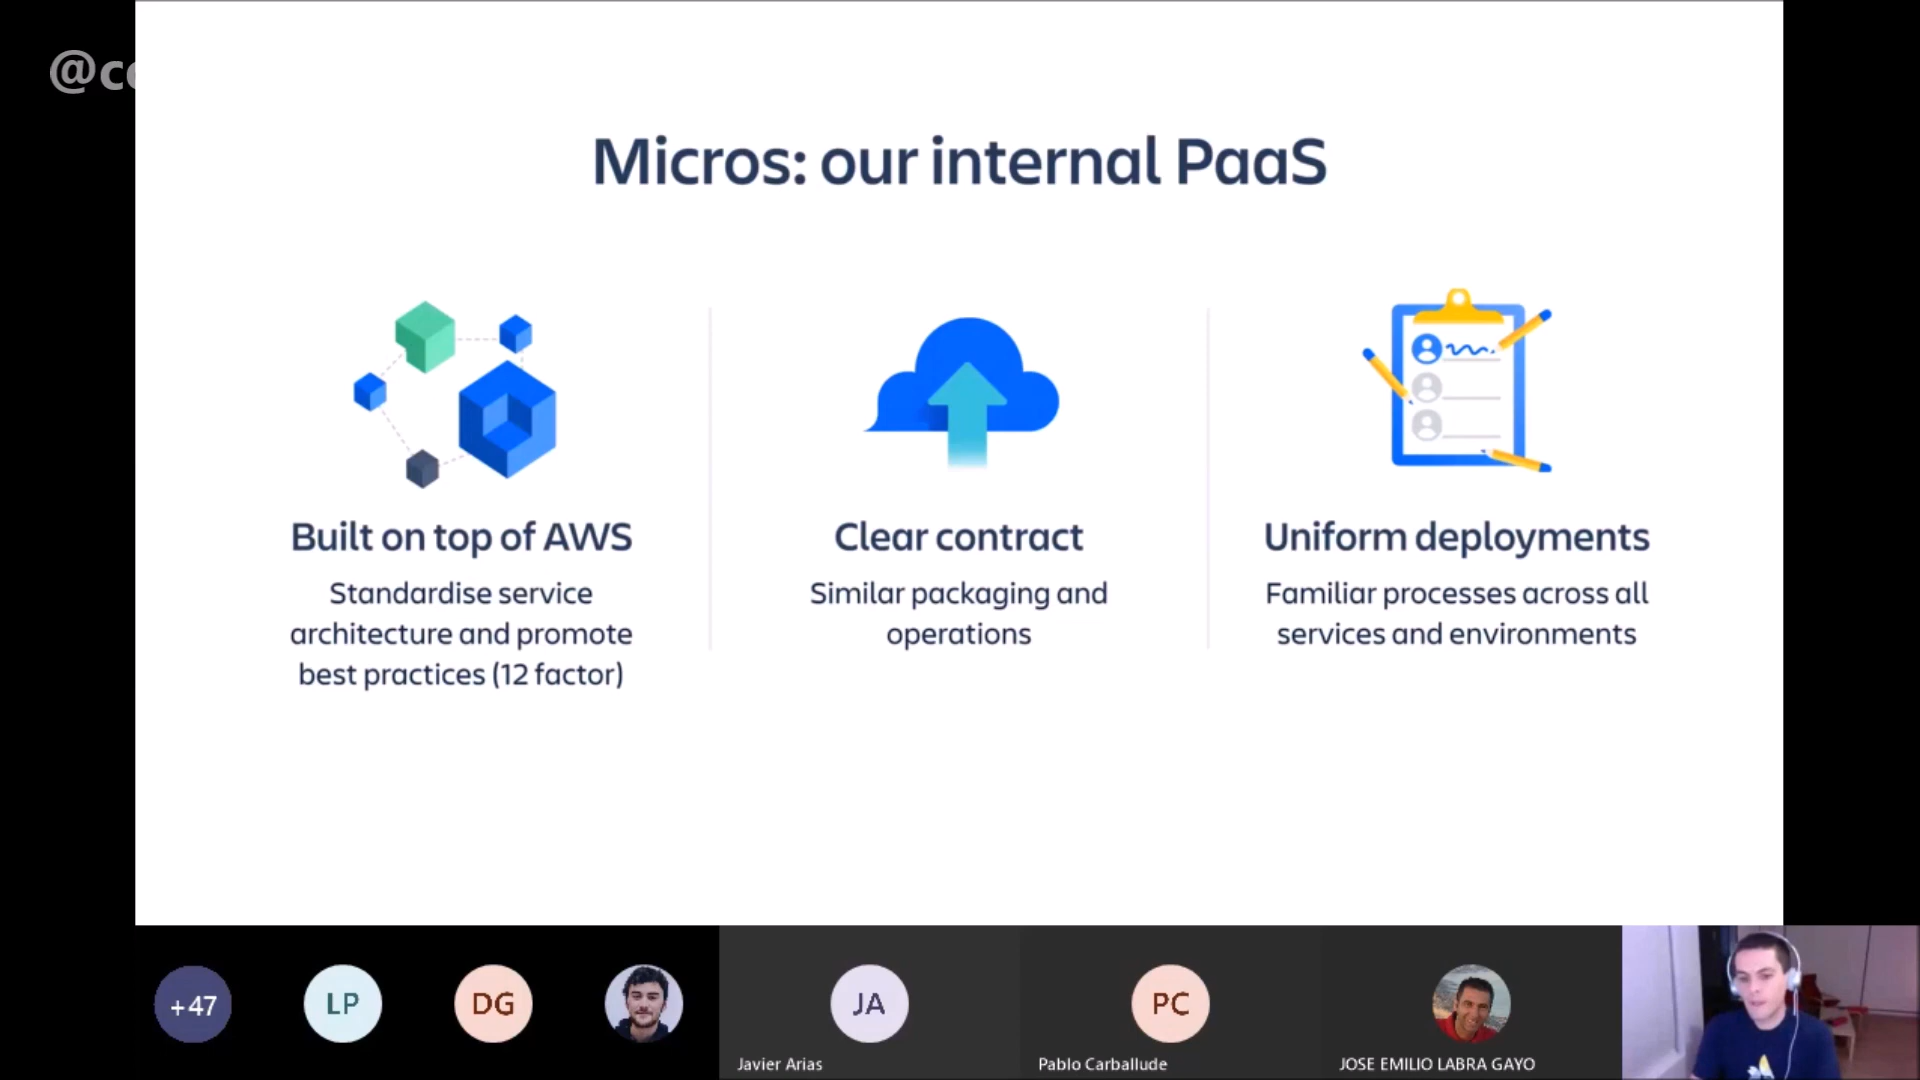 Micros: our internal PaaS
Built on top of AWS
Standardise service
architecture and promote
best practices (12 factor)
Clear contract
Similar packaging and
operations
Uniform deployments
Familiar processes across all
services and environments
+47
LP
DG
JA
PC
Javier Arias
Pablo Carballude
JOSE EMILIO LABRA GAYO